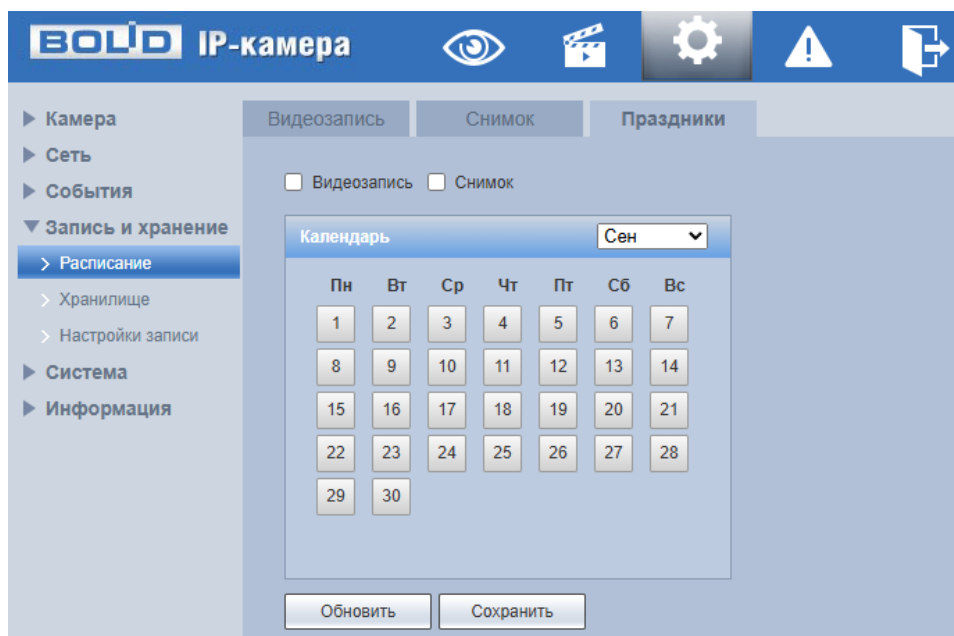 BOLID IP-камера
Камера
Сеть
События
Запись и хранение
Расписание
Хранилище
Настройки записи
Система
Информация
Видеозапись Снимок Праздники
Видеозапись Снимок
Календарь Сен
Пн Вт Ср Чт Пт Сб Вс
1 2 3 4 5 6 7
8 9 10 11 12 13 14
15 16 17 18 19 20 21
22 23 24 25 26 27 28
29 30
Обновить Сохранить